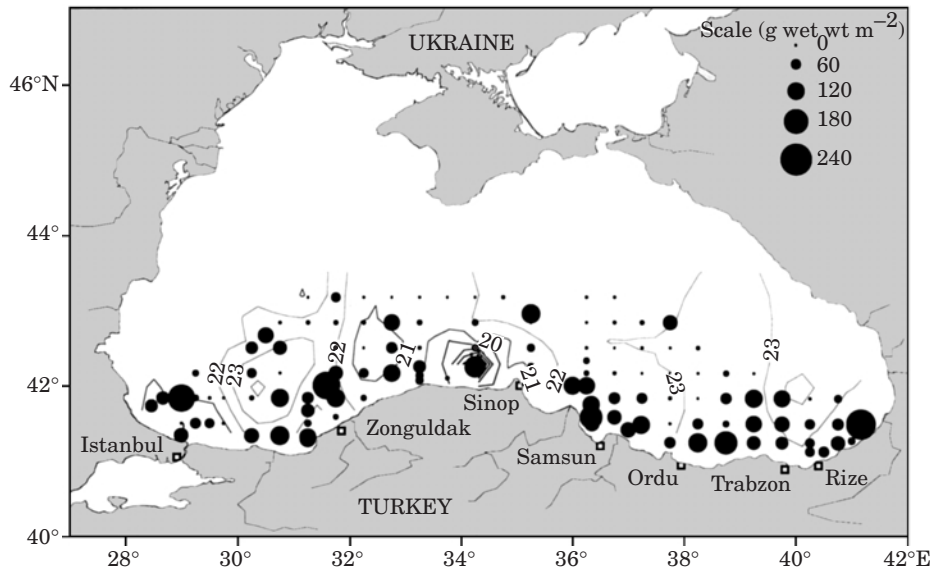 UKRAINE
Scale (g wet wt m⁻²)
0
60
120
180
240
46°N
44°
42°
40°
22
23
22
21
20
21
22
23
23
Istanbul
Zonguldak
Sinop
Samsun
Ordu
Trabzon
Rize
TURKEY
28°
30°
32°
34°
36°
38°
40°
42°E